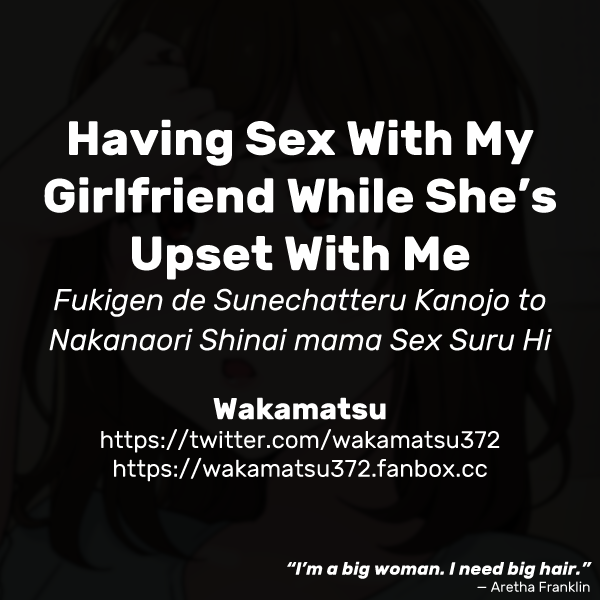 Having Sex With My
Girlfriend While She’s
Upset With Me
Fukigen de Sunechatteru Kanojo to
Nakanaori Shinai mama Sex Suru Hi
Wakamatsu
https://twitter.com/wakamatsu372
https://wakamatsu372.fanbox.cc
“I’m a big woman. I need big hair.”
— Aretha Franklin